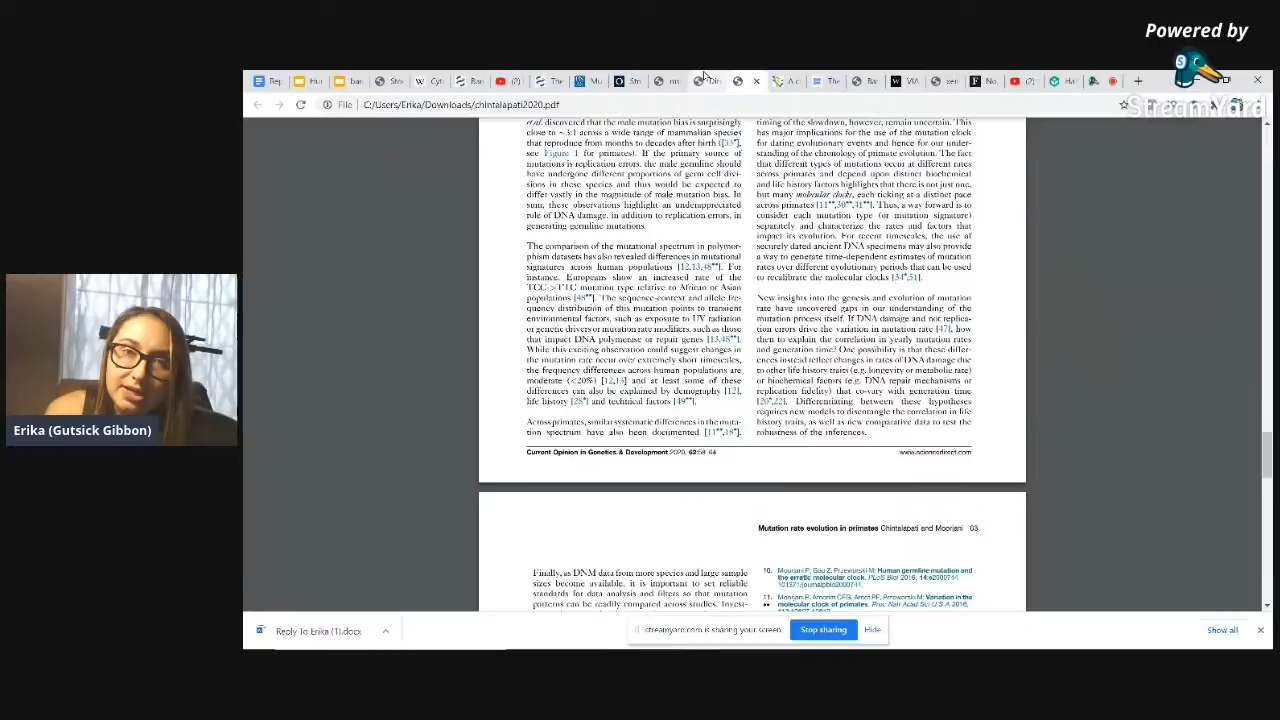 Powered by
StreamYard
Rep
Hur
bar
Stro
Cyt
Bar
(2)
The
Mu
Str
ms
Din
A c
The
Bar
VIA
xen
No
(2)
Ha
File
C:/Users/Erika/Downloads/chintalapati2020.pdf
et al. discovered that the male mutation bias is surprisingly
close to ~3:1 across a wide range of mammalian species
that reproduce from months to decades after birth ([33*],
see Figure 1 for primates). If the primary source of
mutations is replication errors, the male germline should
have undergone different proportions of germ cell divi-
sions in these species and thus would be expected to
differ vastly in the magnitude of male mutation bias. In
sum, these observations highlight an underappreciated
role of DNA damage, in addition to replication errors, in
generating germline mutations.
The comparison of the mutational spectrum in polymor-
phism datasets has also revealed differences in mutational
signatures across human populations [12,13,48**]. For
instance, Europeans show an increased rate of the
TCC->TTC mutation type relative to African or Asian
populations [48**]. The sequence-context and allele fre-
quency distribution of this mutation points to transient
environmental factors, such as exposure to UV radiation
or genetic drivers or mutation rate modifiers, such as those
that impact DNA polymerase or repair genes [13,48**].
While this exciting observation could suggest changes in
the mutation rate occur over extremely short timescales,
the frequency differences across human populations are
moderate (<20%) [12,13] and at least some of these
differences can also be explained by demography [12],
life history [28*] and technical factors [49**].
Across primates, similar systematic differences in the muta-
tion spectrum have also been documented [11**,18*].
timing of the slowdown, however, remain uncertain. This
has major implications for the use of the mutation clock
for dating evolutionary events and hence for our under-
standing of the chronology of primate evolution. The fact
that different types of mutations occur at different rates
across primates and depend upon distinct biochemical
and life history factors highlights that there is not just one,
but many molecular clocks, each ticking at a distinct pace
across primates [11**,30**,41**]. Thus, a way forward is to
consider each mutation type (or mutation signature)
separately and characterize the rates and factors that
impact its evolution. For recent timescales, the use of
securely dated ancient DNA specimens may also provide
a way to generate time-dependent estimates of mutation
rates over different evolutionary periods that can be used
to recalibrate the molecular clocks [34*,51].
New insights into the genesis and evolution of mutation
rate have uncovered gaps in our understanding of the
mutation process itself. If DNA damage and not replica-
tion errors drive the variation in mutation rate [47], how
then to explain the correlation in yearly mutation rates
and generation time? One possibility is that these differ-
ences instead reflect changes in rates of DNA damage due
to other life history traits (e.g. longevity or metabolic rate)
or biochemical factors (e.g. DNA repair mechanisms or
replication fidelity) that co-vary with generation time
[20*,22]. Differentiating between these hypotheses
requires new models to disentangle the correlation in life
history traits, as well as new comparative data to test the
robustness of the inferences.
Current Opinion in Genetics & Development 2020, 62:58–64
www.sciencedirect.com
Mutation rate evolution in primates Chintalapati and Moorjani 63
Finally, as DNM data from more species and large sample
sizes become available, it is important to set reliable
standards for data analysis and filters so that mutation
patterns can be readily compared across studies. Invest-
10. Moorjani P, Gao Z, Przeworski M: Human germline mutation and
the erratic molecular clock. PLoS Biol 2016, 14:e2000744
101371/journalpbio2000744.
11. Moorjani P, Amorim CEG, Arndt PF, Przeworski M: Variation in the
molecular clock of primates. Proc Natl Acad Sci U S A 2016,
Erika (Gutsick Gibbon)
Reply To Erika (1).docx
streamyard.com is sharing your screen.
Stop sharing
Hide
Show all